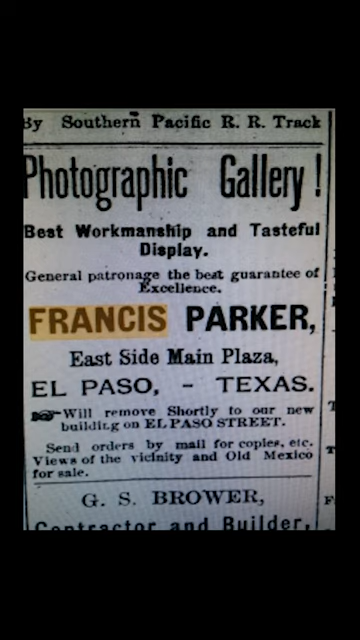 By Southern Pacific R. R. Track
Photographic Gallery!
Best Workmanship and Tasteful
Display.
General patronage the best guarantee of
Excellence.
FRANCIS PARKER,
East Side Main Plaza,
EL PASO, - TEXAS.
☞Will remove Shortly to our new
building on EL PASO STREET.
Send orders by mail for copies, etc.
Views of the vicinity and Old Mexico
for sale.
G. S. BROWER,
Contractor and Builder,